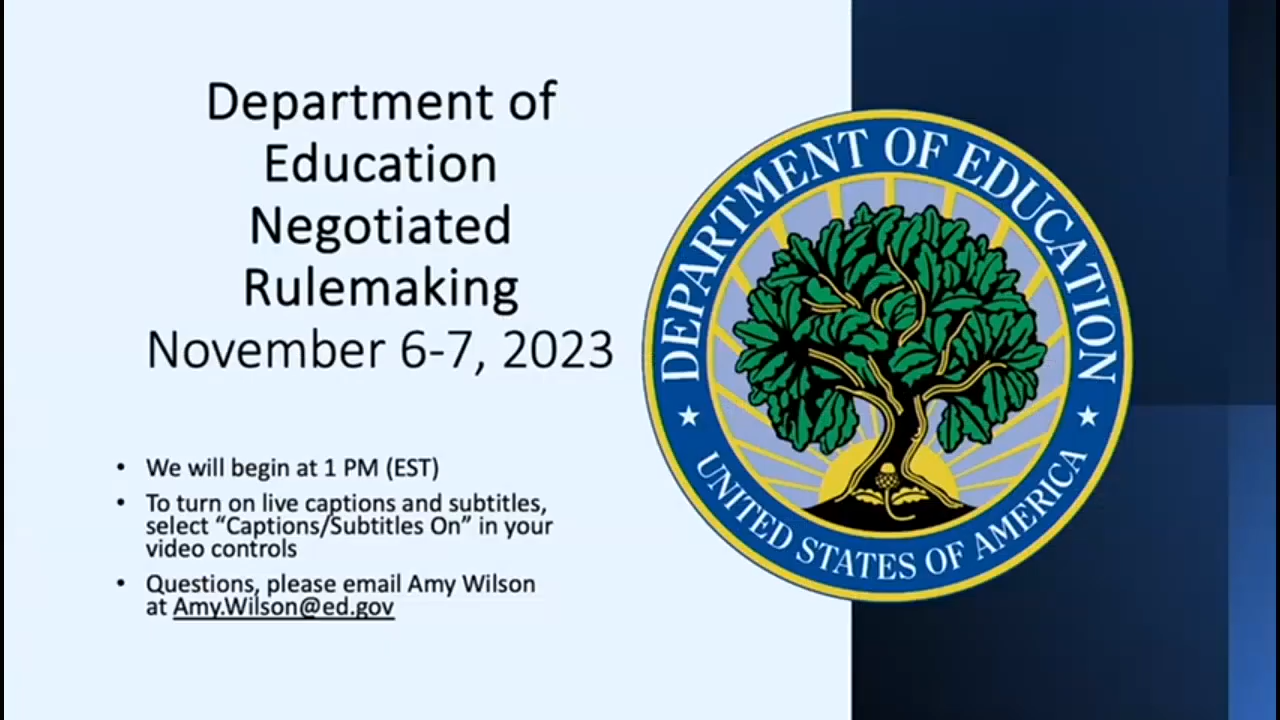 Department of
Education
Negotiated
Rulemaking
November 6-7, 2023
• We will begin at 1 PM (EST)
• To turn on live captions and subtitles,
select “Captions/Subtitles On” in your
video controls
• Questions, please email Amy Wilson
at Amy.Wilson@ed.gov
DEPARTMENT OF EDUCATION
UNITED STATES OF AMERICA